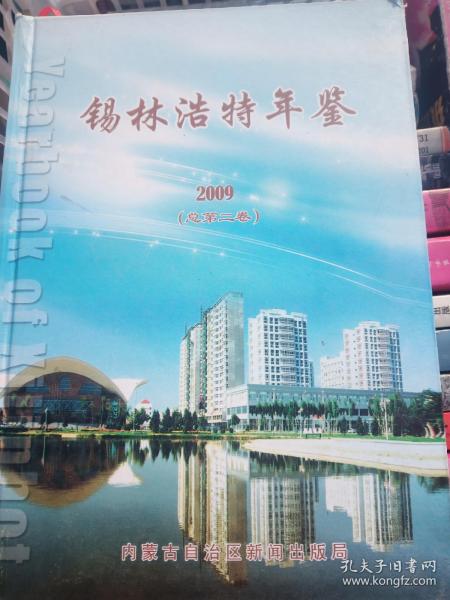 锡林浩特年鉴
2009
（总第三卷）
Yearbook of Xilinhot
内蒙古自治区新闻出版局
孔夫子旧书网
www.kongfz.com
31